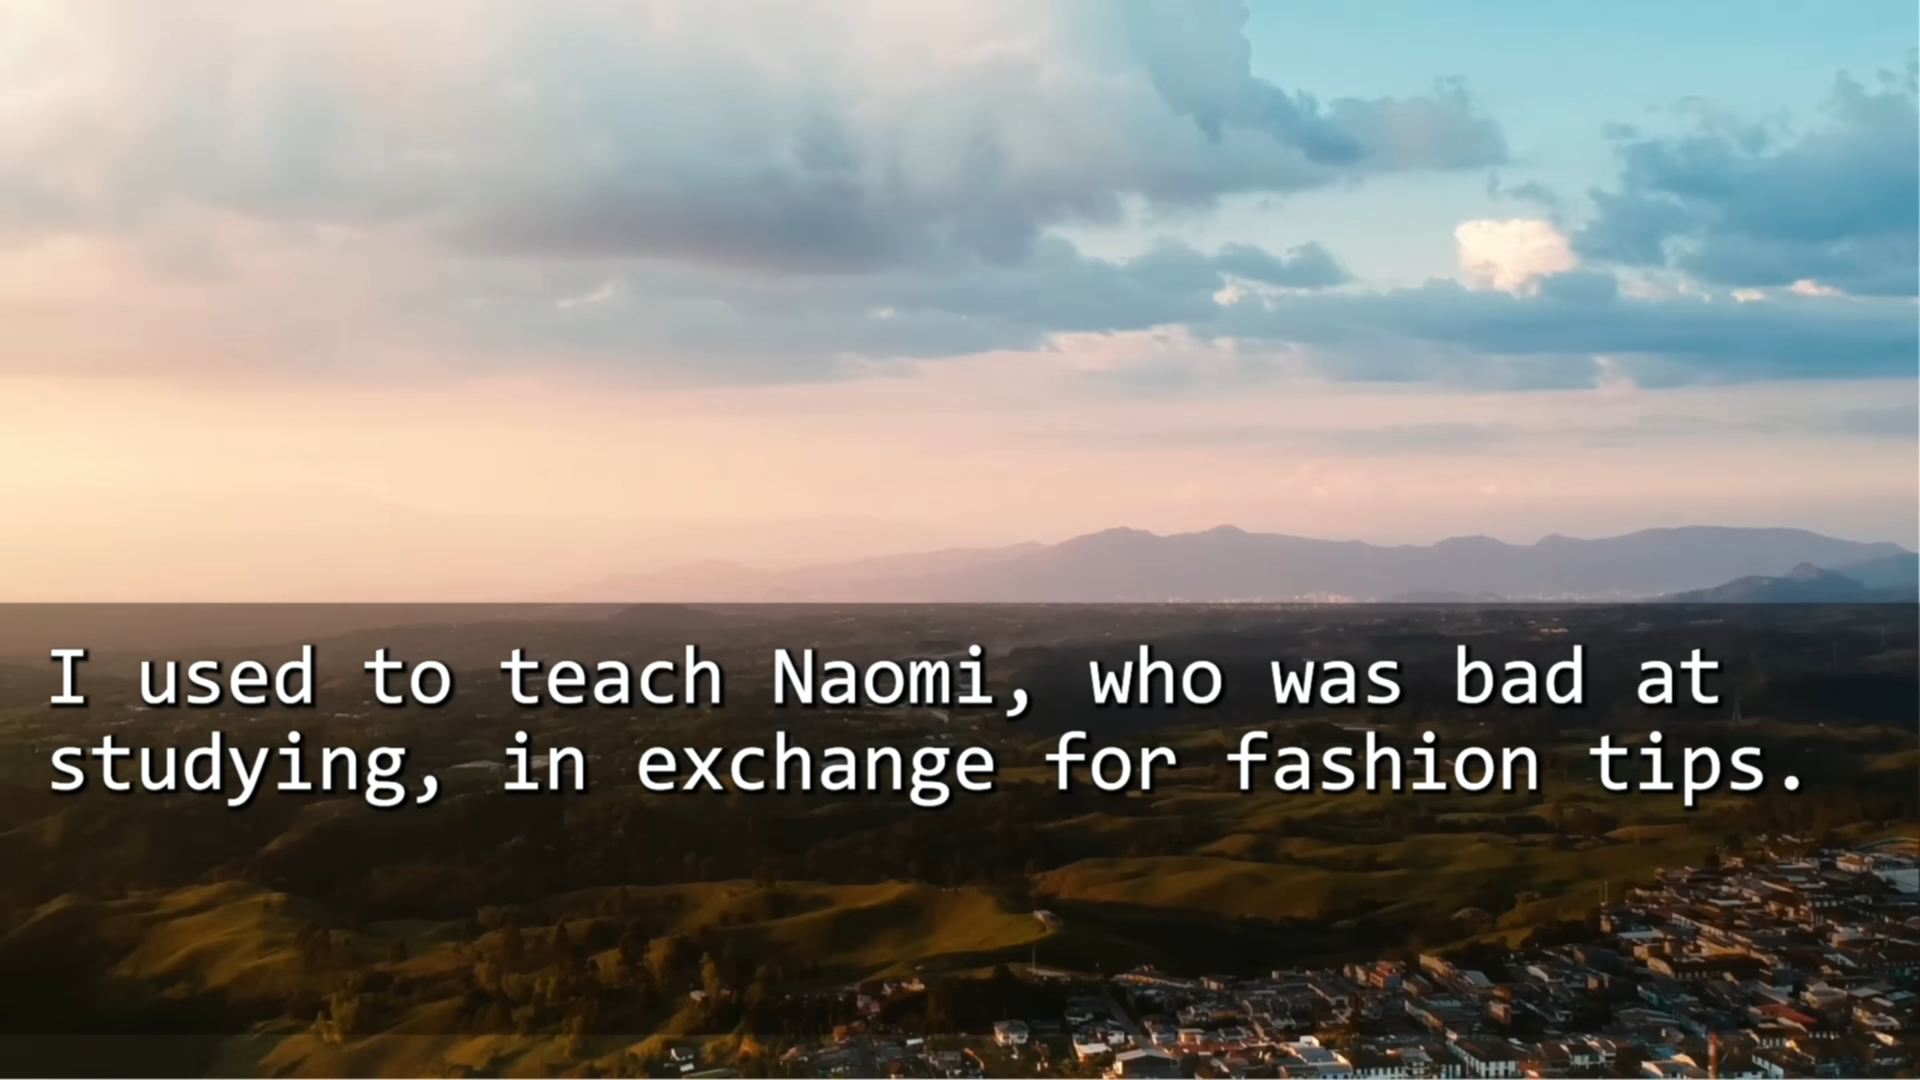 I used to teach Naomi, who was bad at
studying, in exchange for fashion tips.